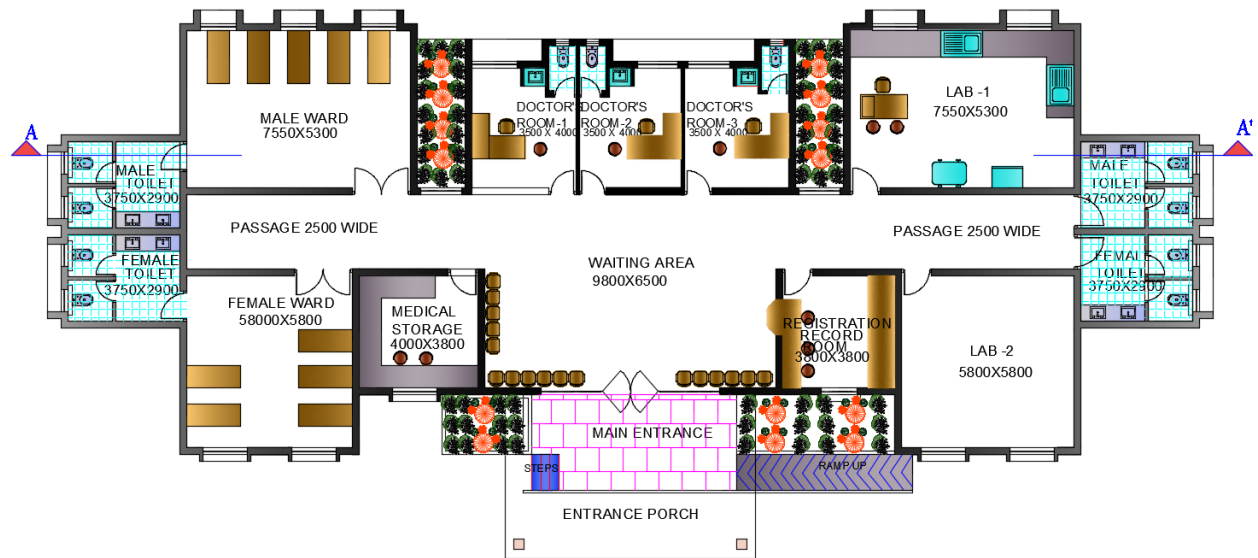 MALE WARD
7550X5300
DOCTOR'S
ROOM-1
3500 X 4000
DOCTOR'S
ROOM-2
3500 X 4000
DOCTOR'S
ROOM-3
3500 X 4000
LAB -1
7550X5300
A
A'
MALE
TOILET
3750X2900
MALE
TOILET
3750X2900
PASSAGE 2500 WIDE
PASSAGE 2500 WIDE
FEMALE
TOILET
3750X2900
WAITING AREA
9800X6500
FEMALE
TOILET
3750X2900
FEMALE WARD
58000X5800
MEDICAL
STORAGE
4000X3800
REGISTRATION
RECORD
ROOM
3800X3800
LAB -2
5800X5800
MAIN ENTRANCE
STEPS
RAMP UP
ENTRANCE PORCH